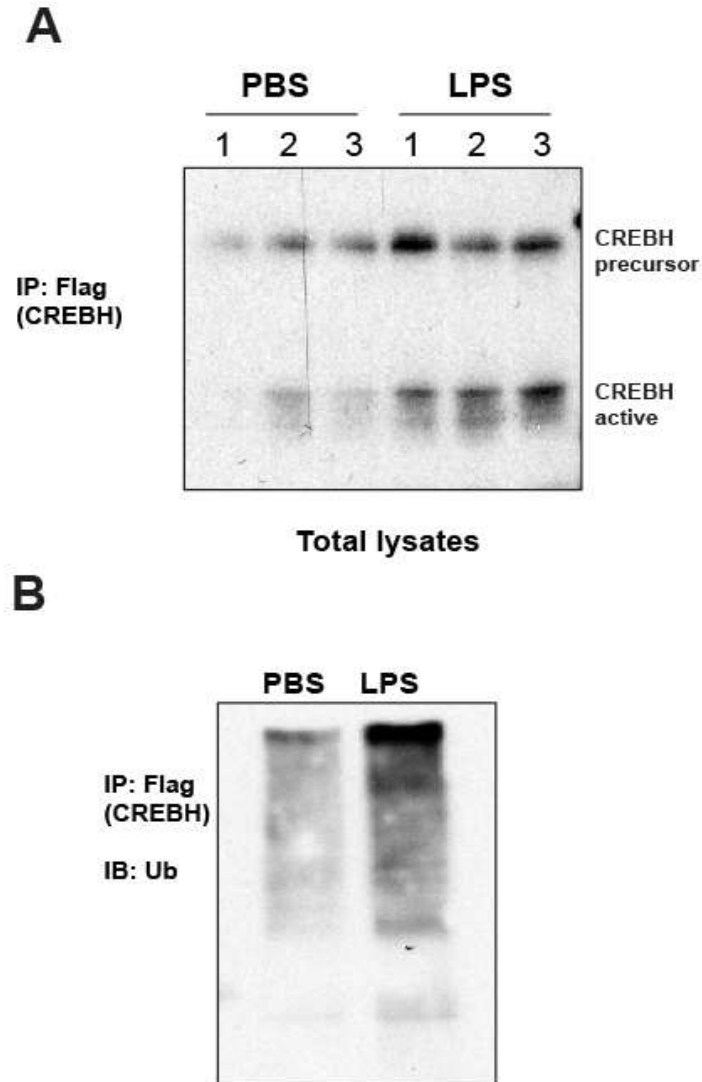 A
PBS LPS
1 2 3 1 2 3
IP: Flag
(CREBH)
CREBH
precursor
CREBH
active
Total lysates
B
PBS LPS
IP: Flag
(CREBH)
IB: Ub